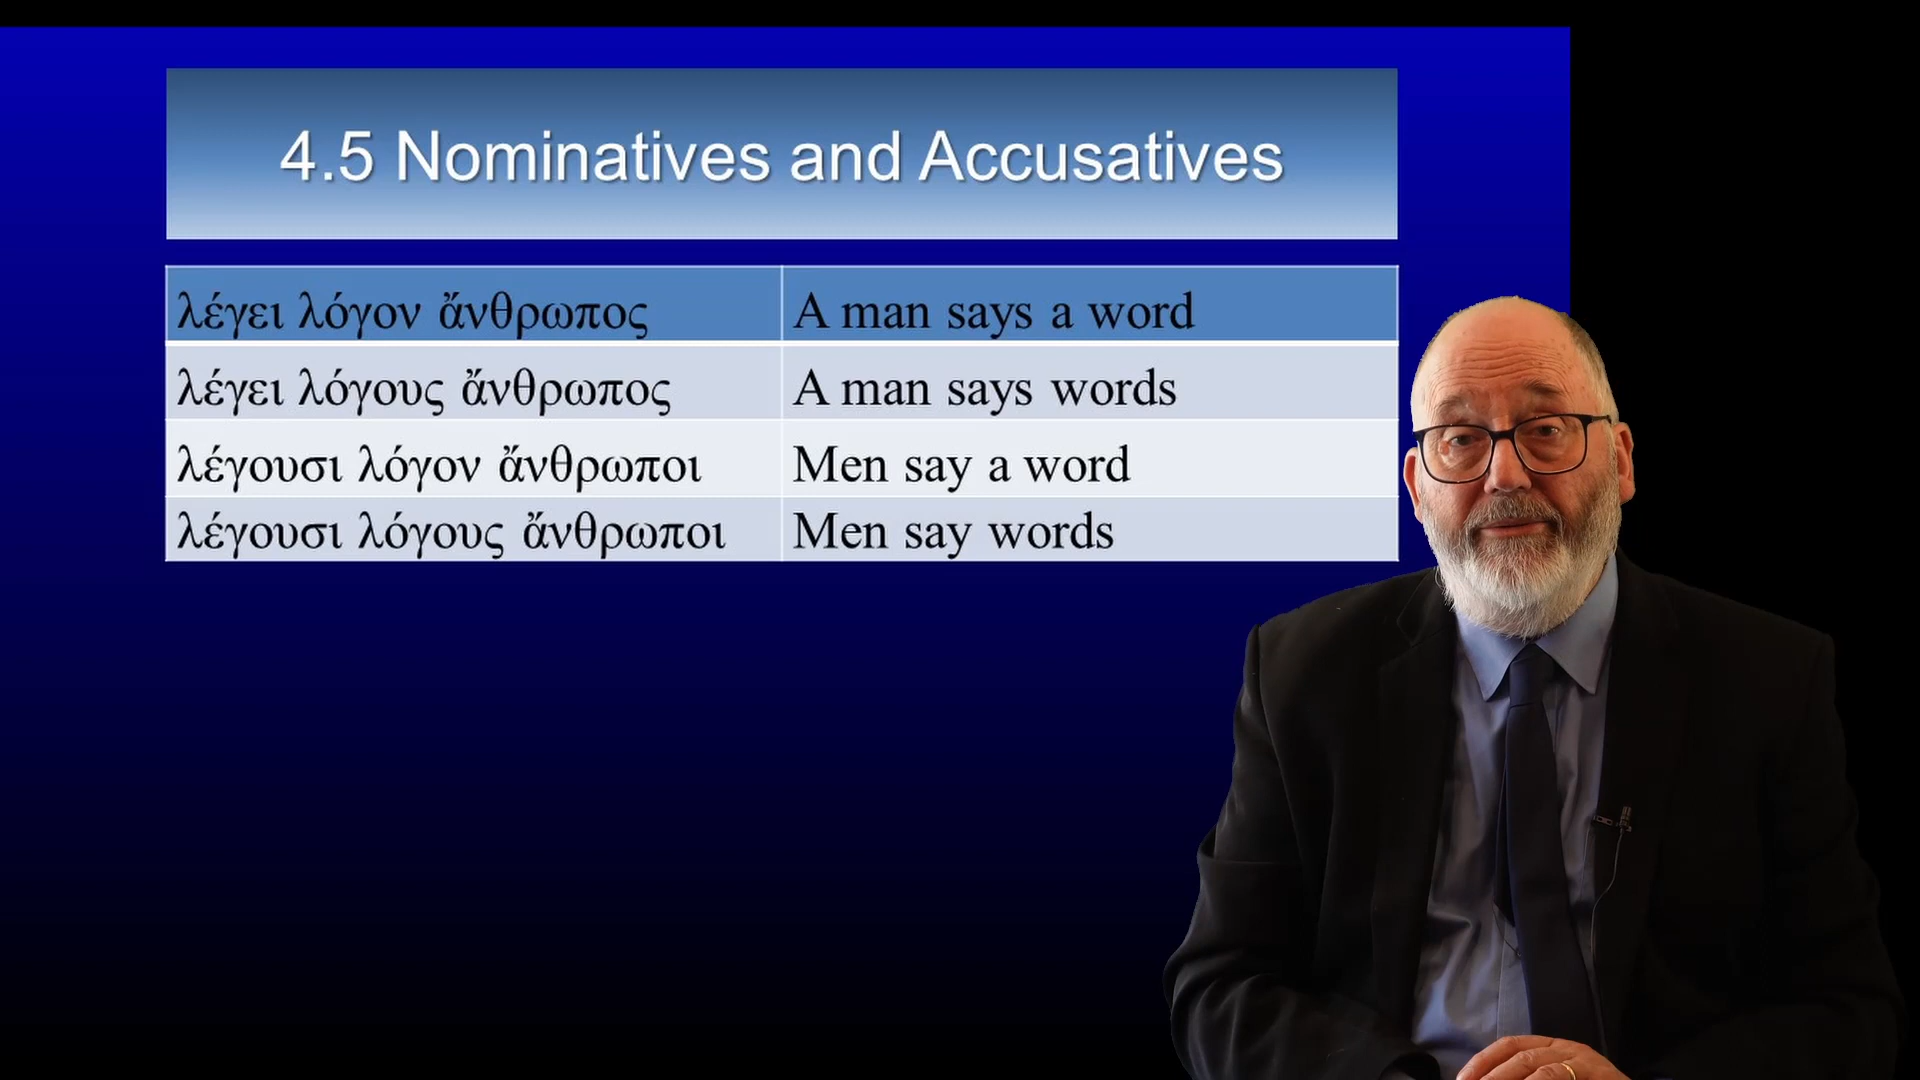 4.5 Nominatives and Accusatives
λέγει λόγον ἄνθρωπος A man says a word
λέγει λόγους ἄνθρωπος A man says words
λέγουσι λόγον ἄνθρωποι Men say a word
λέγουσι λόγους ἄνθρωποι Men say words